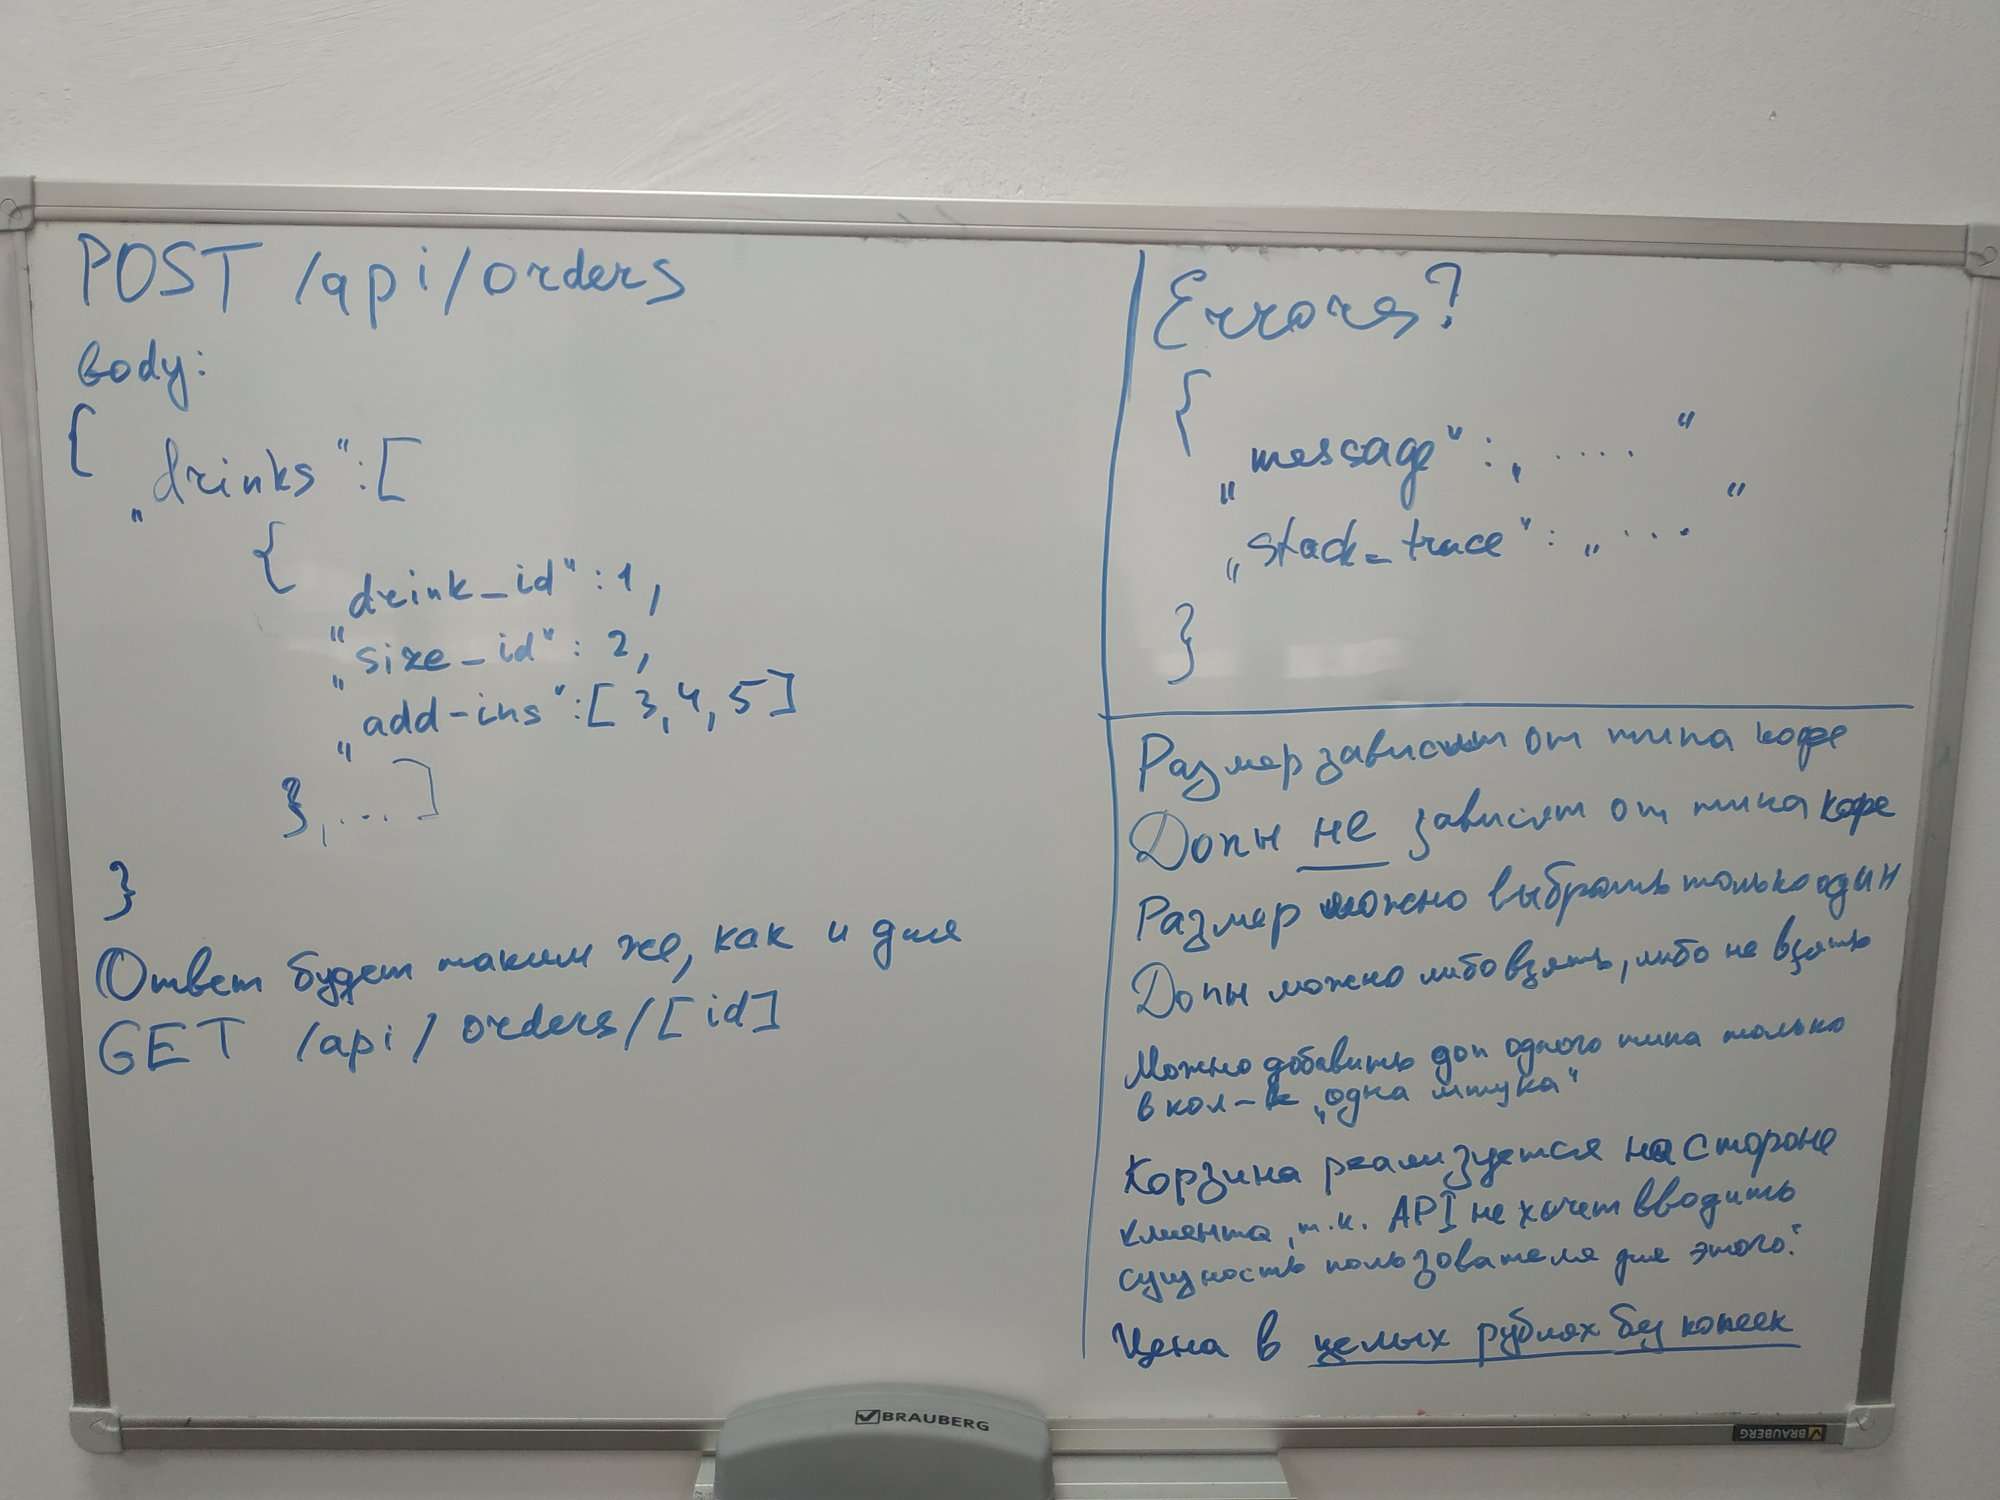 POST /api/orders
body:
{
„drinks“:[
{
„drink_id“:1,
„size_id“: 2,
„add-ins“:[3,4,5]
},...]
}
Ответ будет таким же, как и для
GET /api/orders/[id]
Errors?
{
„message“: „....“
„stack_trace“: „....“
}
Размер зависит от типа кофе
Допы не зависят от типа кофе
Размер можно выбрать только один
Допы можно либо взять, либо не взять
Можно добавить доп одного типа только
в кол-ве „одна штука“
Корзина реализуется на стороне
клиента, т.к. API не хочет вводить
сущность пользователя для этого.
Цена в целых рублях без копеек
BRAUBERG
BRAUBERG